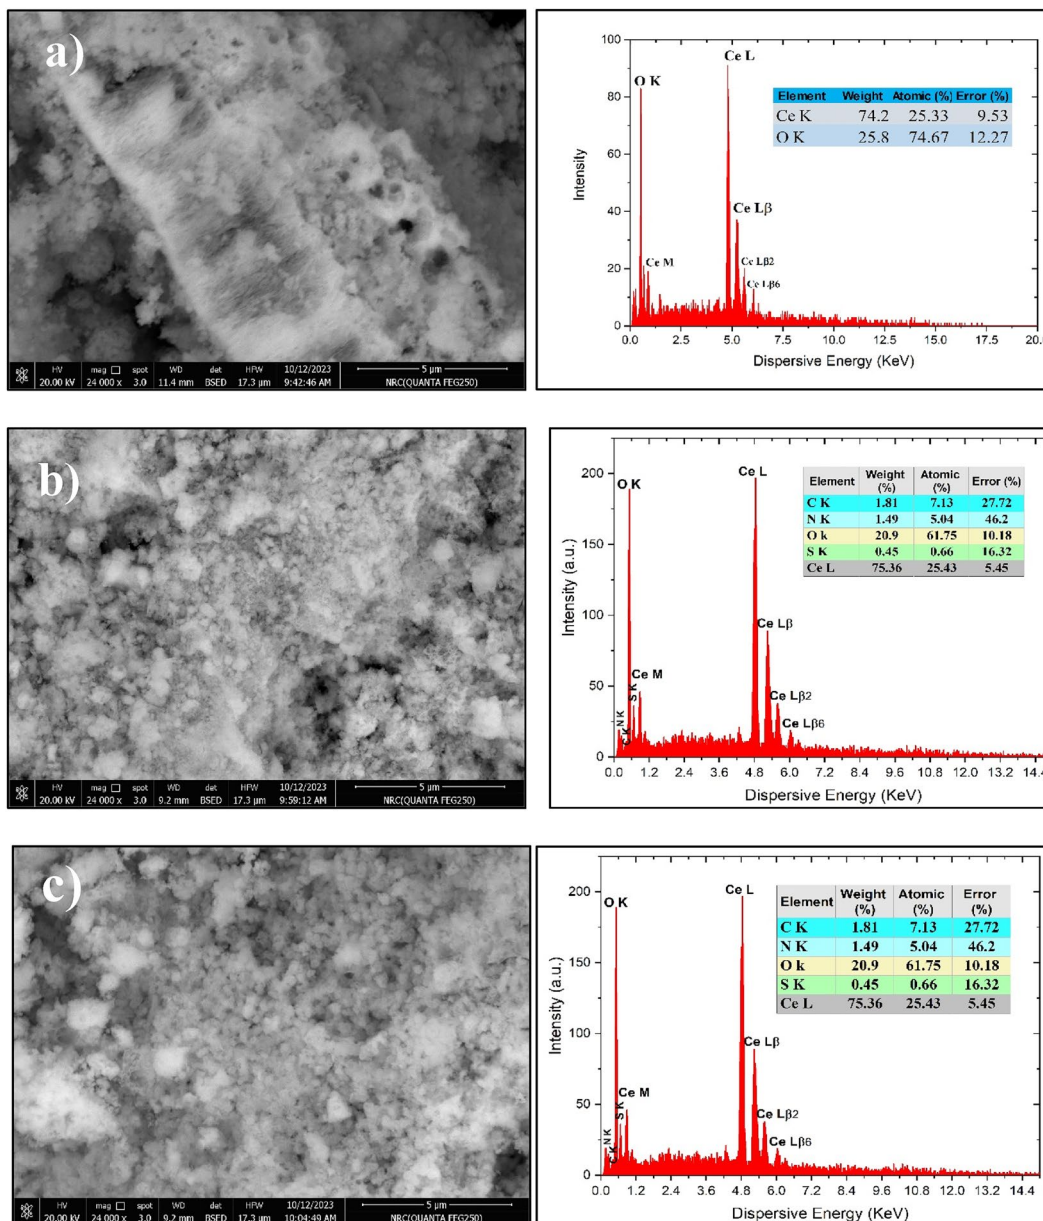 a)
HV mag □ spot WD det HFW 10/12/2023 5 µm
20.00 kV 24 000 x 3.0 11.4 mm BSED 17.3 µm 9:42:46 AM NRC(QUANTA FEG250)
100
80
60
40
20
0
Intensity
O K
Ce M
Ce L
Ce Lβ
Ce Lβ2
Ce Lβ6
Element Weight Atomic (%) Error (%)
Ce K 74.2 25.33 9.53
O K 25.8 74.67 12.27
0.0 2.5 5.0 7.5 10.0 12.5 15.0 17.5 20.0
Dispersive Energy (KeV)
b)
HV mag □ spot WD det HFW 10/12/2023 5 µm
20.00 kV 24 000 x 3.0 9.2 mm BSED 17.3 µm 9:59:12 AM NRC(QUANTA FEG250)
200
150
100
50
0
Intensity (a.u.)
O K
N K
C K
S K
Ce M
Ce L
Ce Lβ
Ce Lβ2
Ce Lβ6
Element Weight (%) Atomic (%) Error (%)
C K 1.81 7.13 27.72
N K 1.49 5.04 46.2
O k 20.9 61.75 10.18
S K 0.45 0.66 16.32
Ce L 75.36 25.43 5.45
0.0 1.2 2.4 3.6 4.8 6.0 7.2 8.4 9.6 10.8 12.0 13.2 14.4
Dispersive Energy (KeV)
c)
HV mag □ spot WD det HFW 10/12/2023 5 µm
20.00 kV 24 000 x 3.0 9.2 mm BSED 17.3 µm 10:04:49 AM NRC(QUANTA FEG250)
200
150
100
50
0
Intensity (a.u.)
O K
N K
C K
S K
Ce M
Ce L
Ce Lβ
Ce Lβ2
Ce Lβ6
Element Weight (%) Atomic (%) Error (%)
C K 1.81 7.13 27.72
N K 1.49 5.04 46.2
O k 20.9 61.75 10.18
S K 0.45 0.66 16.32
Ce L 75.36 25.43 5.45
0.0 1.2 2.4 3.6 4.8 6.0 7.2 8.4 9.6 10.8 12.0 13.2 14.4
Dispersive Energy (KeV)